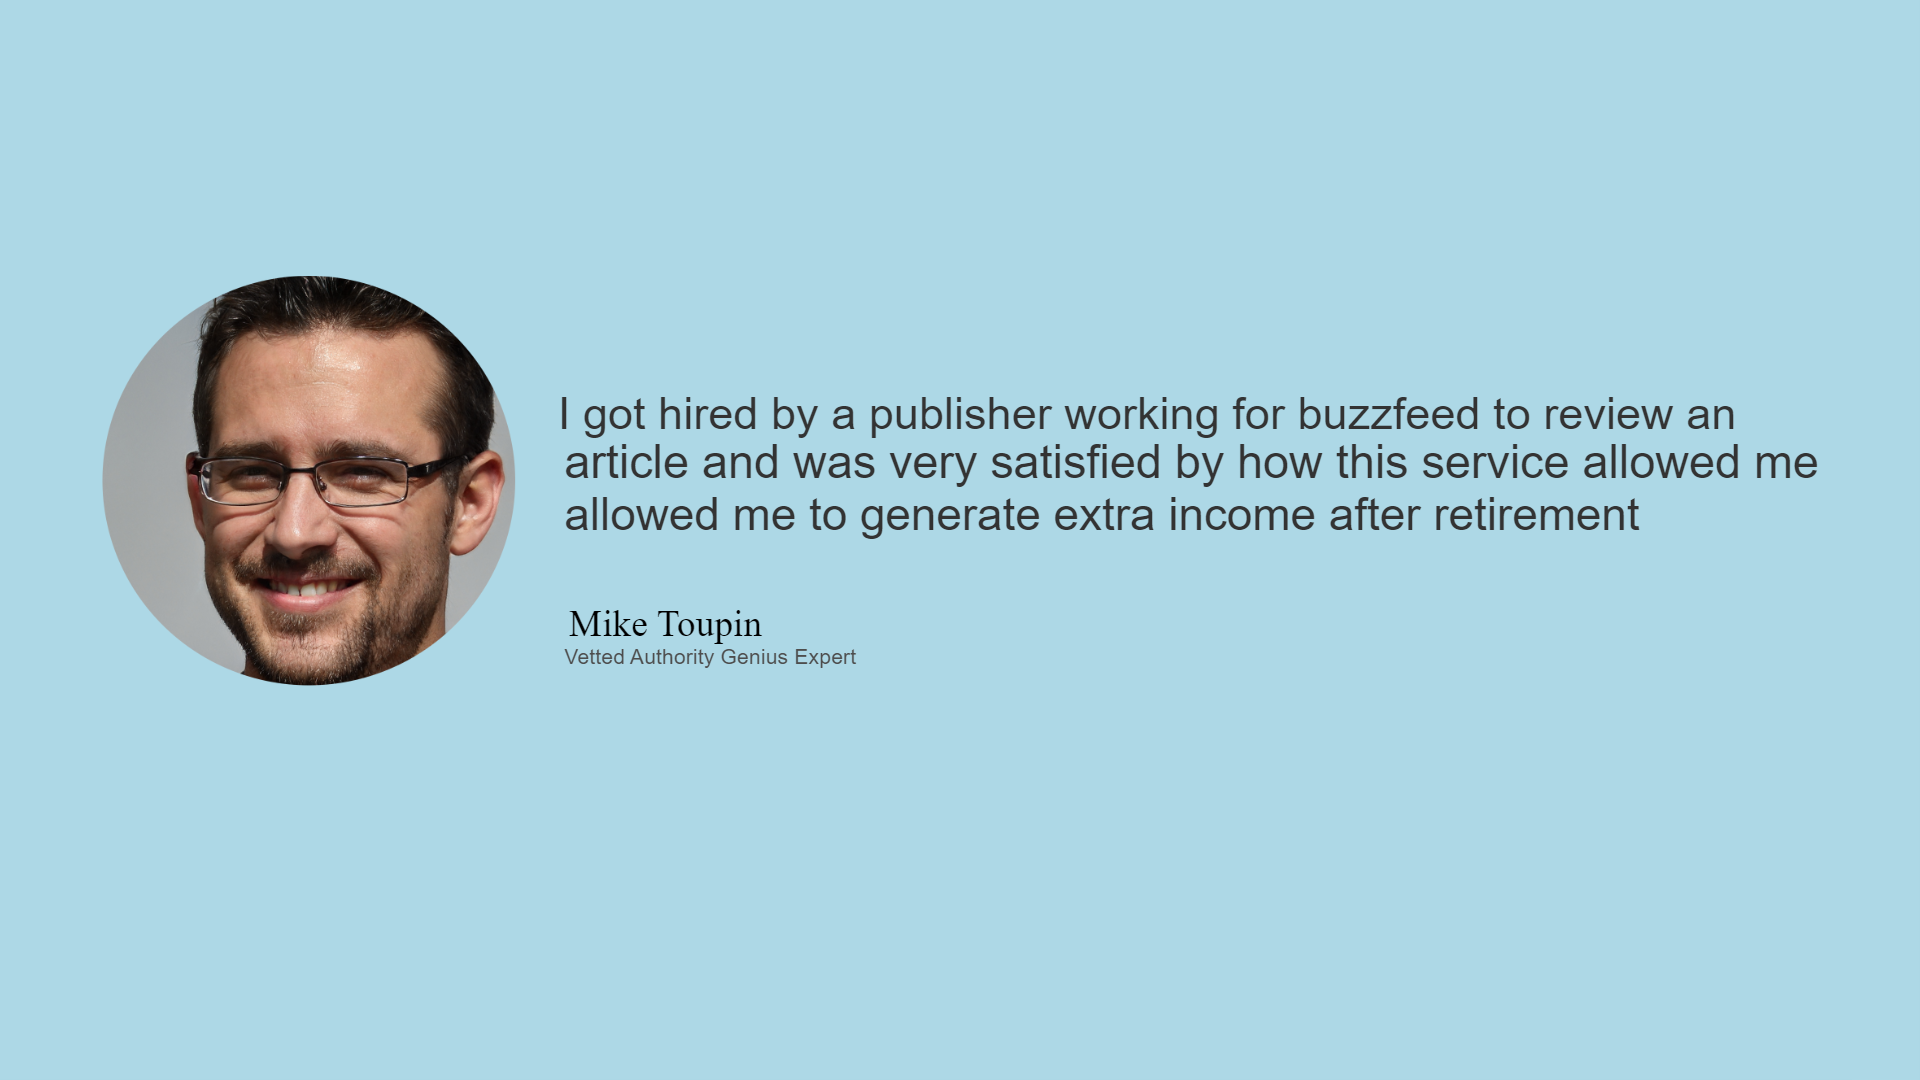 I got hired by a publisher working for buzzfeed to review an
article and was very satisfied by how this service allowed me
allowed me to generate extra income after retirement
Mike Toupin
Vetted Authority Genius Expert